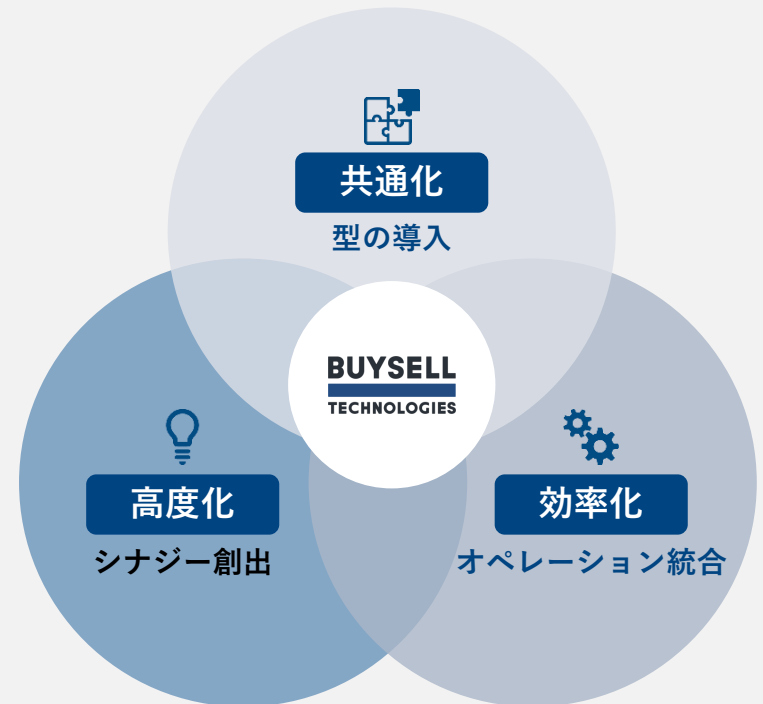 共通化
型の導入
BUYSELL
TECHNOLOGIES
高度化
シナジー創出
効率化
オペレーション統合